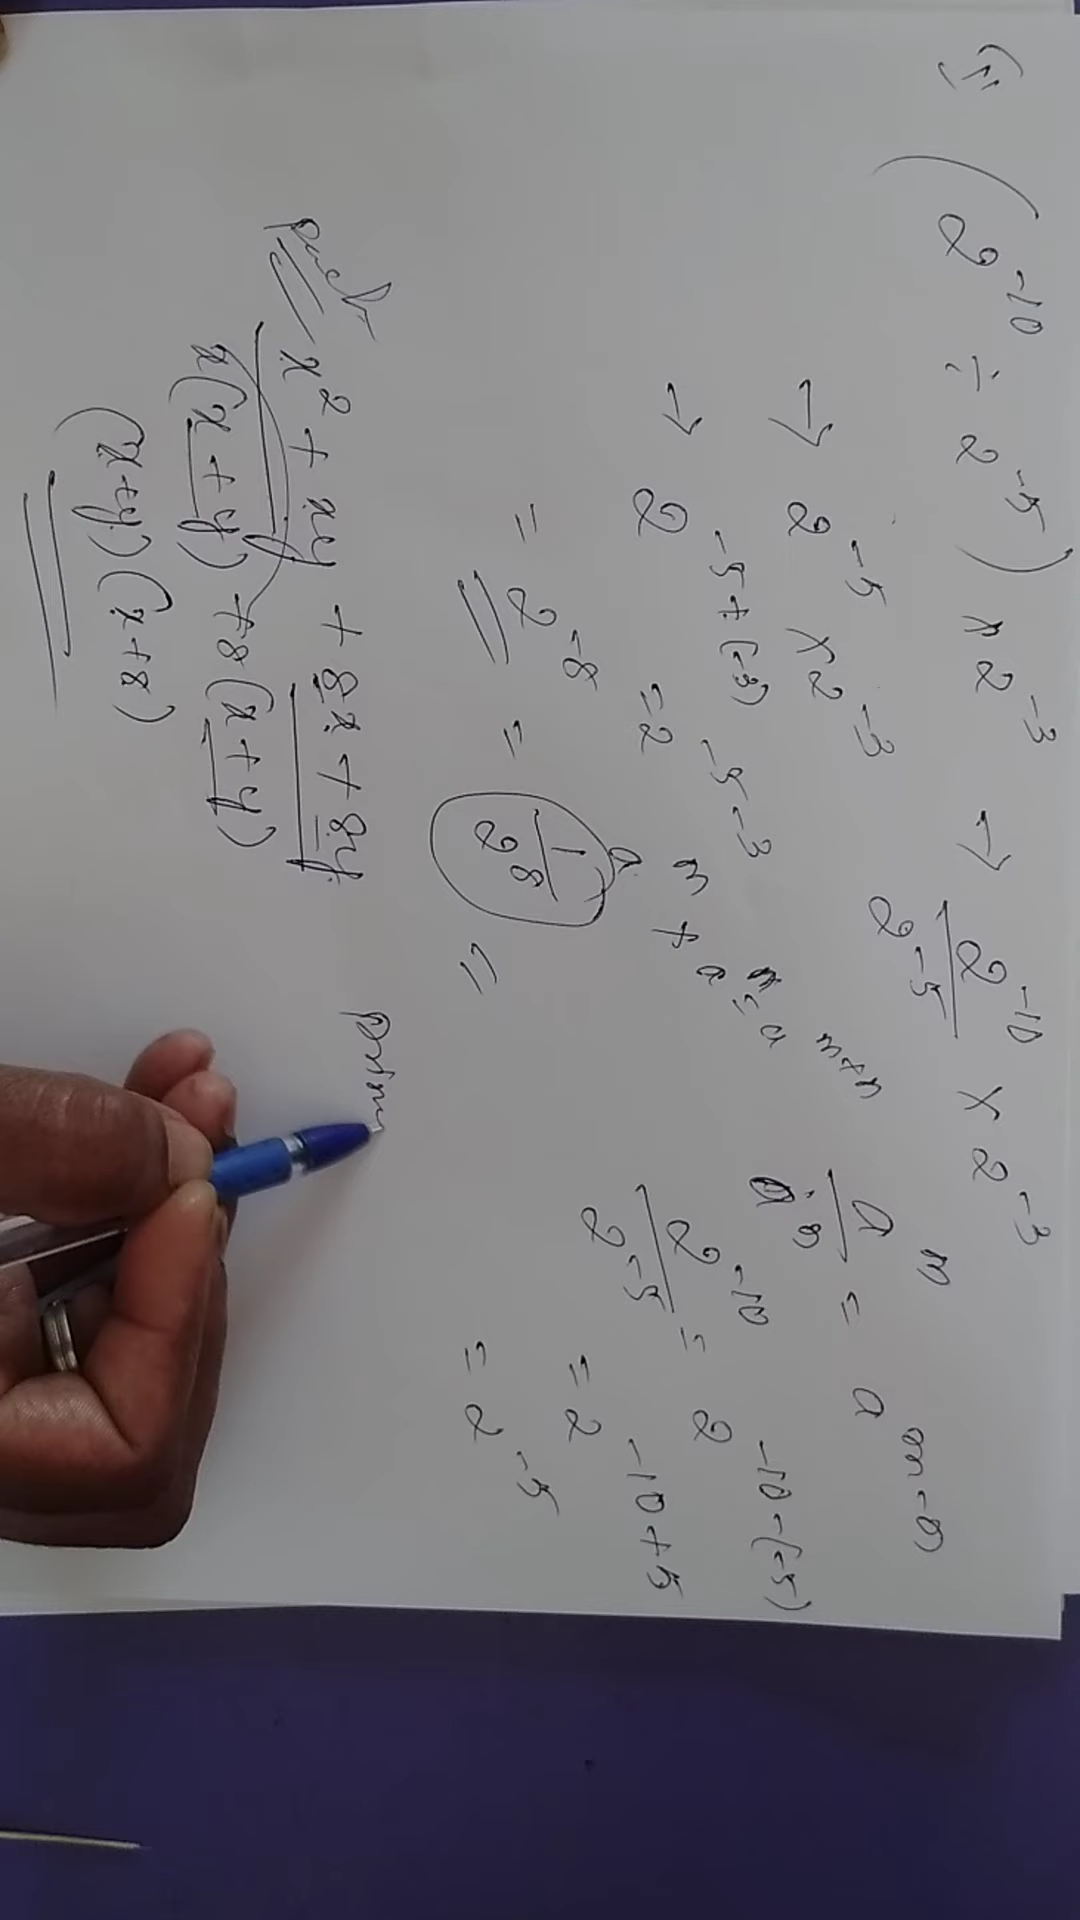 (ii) (2^-10 ÷ 2^-5) × 2^-3 → 2^-10/2^-5 × 2^-3
→ 2^-5 × 2^-3
→ 2^-5+(-3) = 2^-5-3
= 2^-8 = 1/2^8 =
a^m × a^n = a^m+n
a^m/a^n = a^m-n
2^-10/2^-5 = 2^-10-(-5)
= 2^-10+5
= 2^-5
x² + xy + 8x + 8y
x(x+y) + 8(x+y)
(x+y) (x+8)
prim